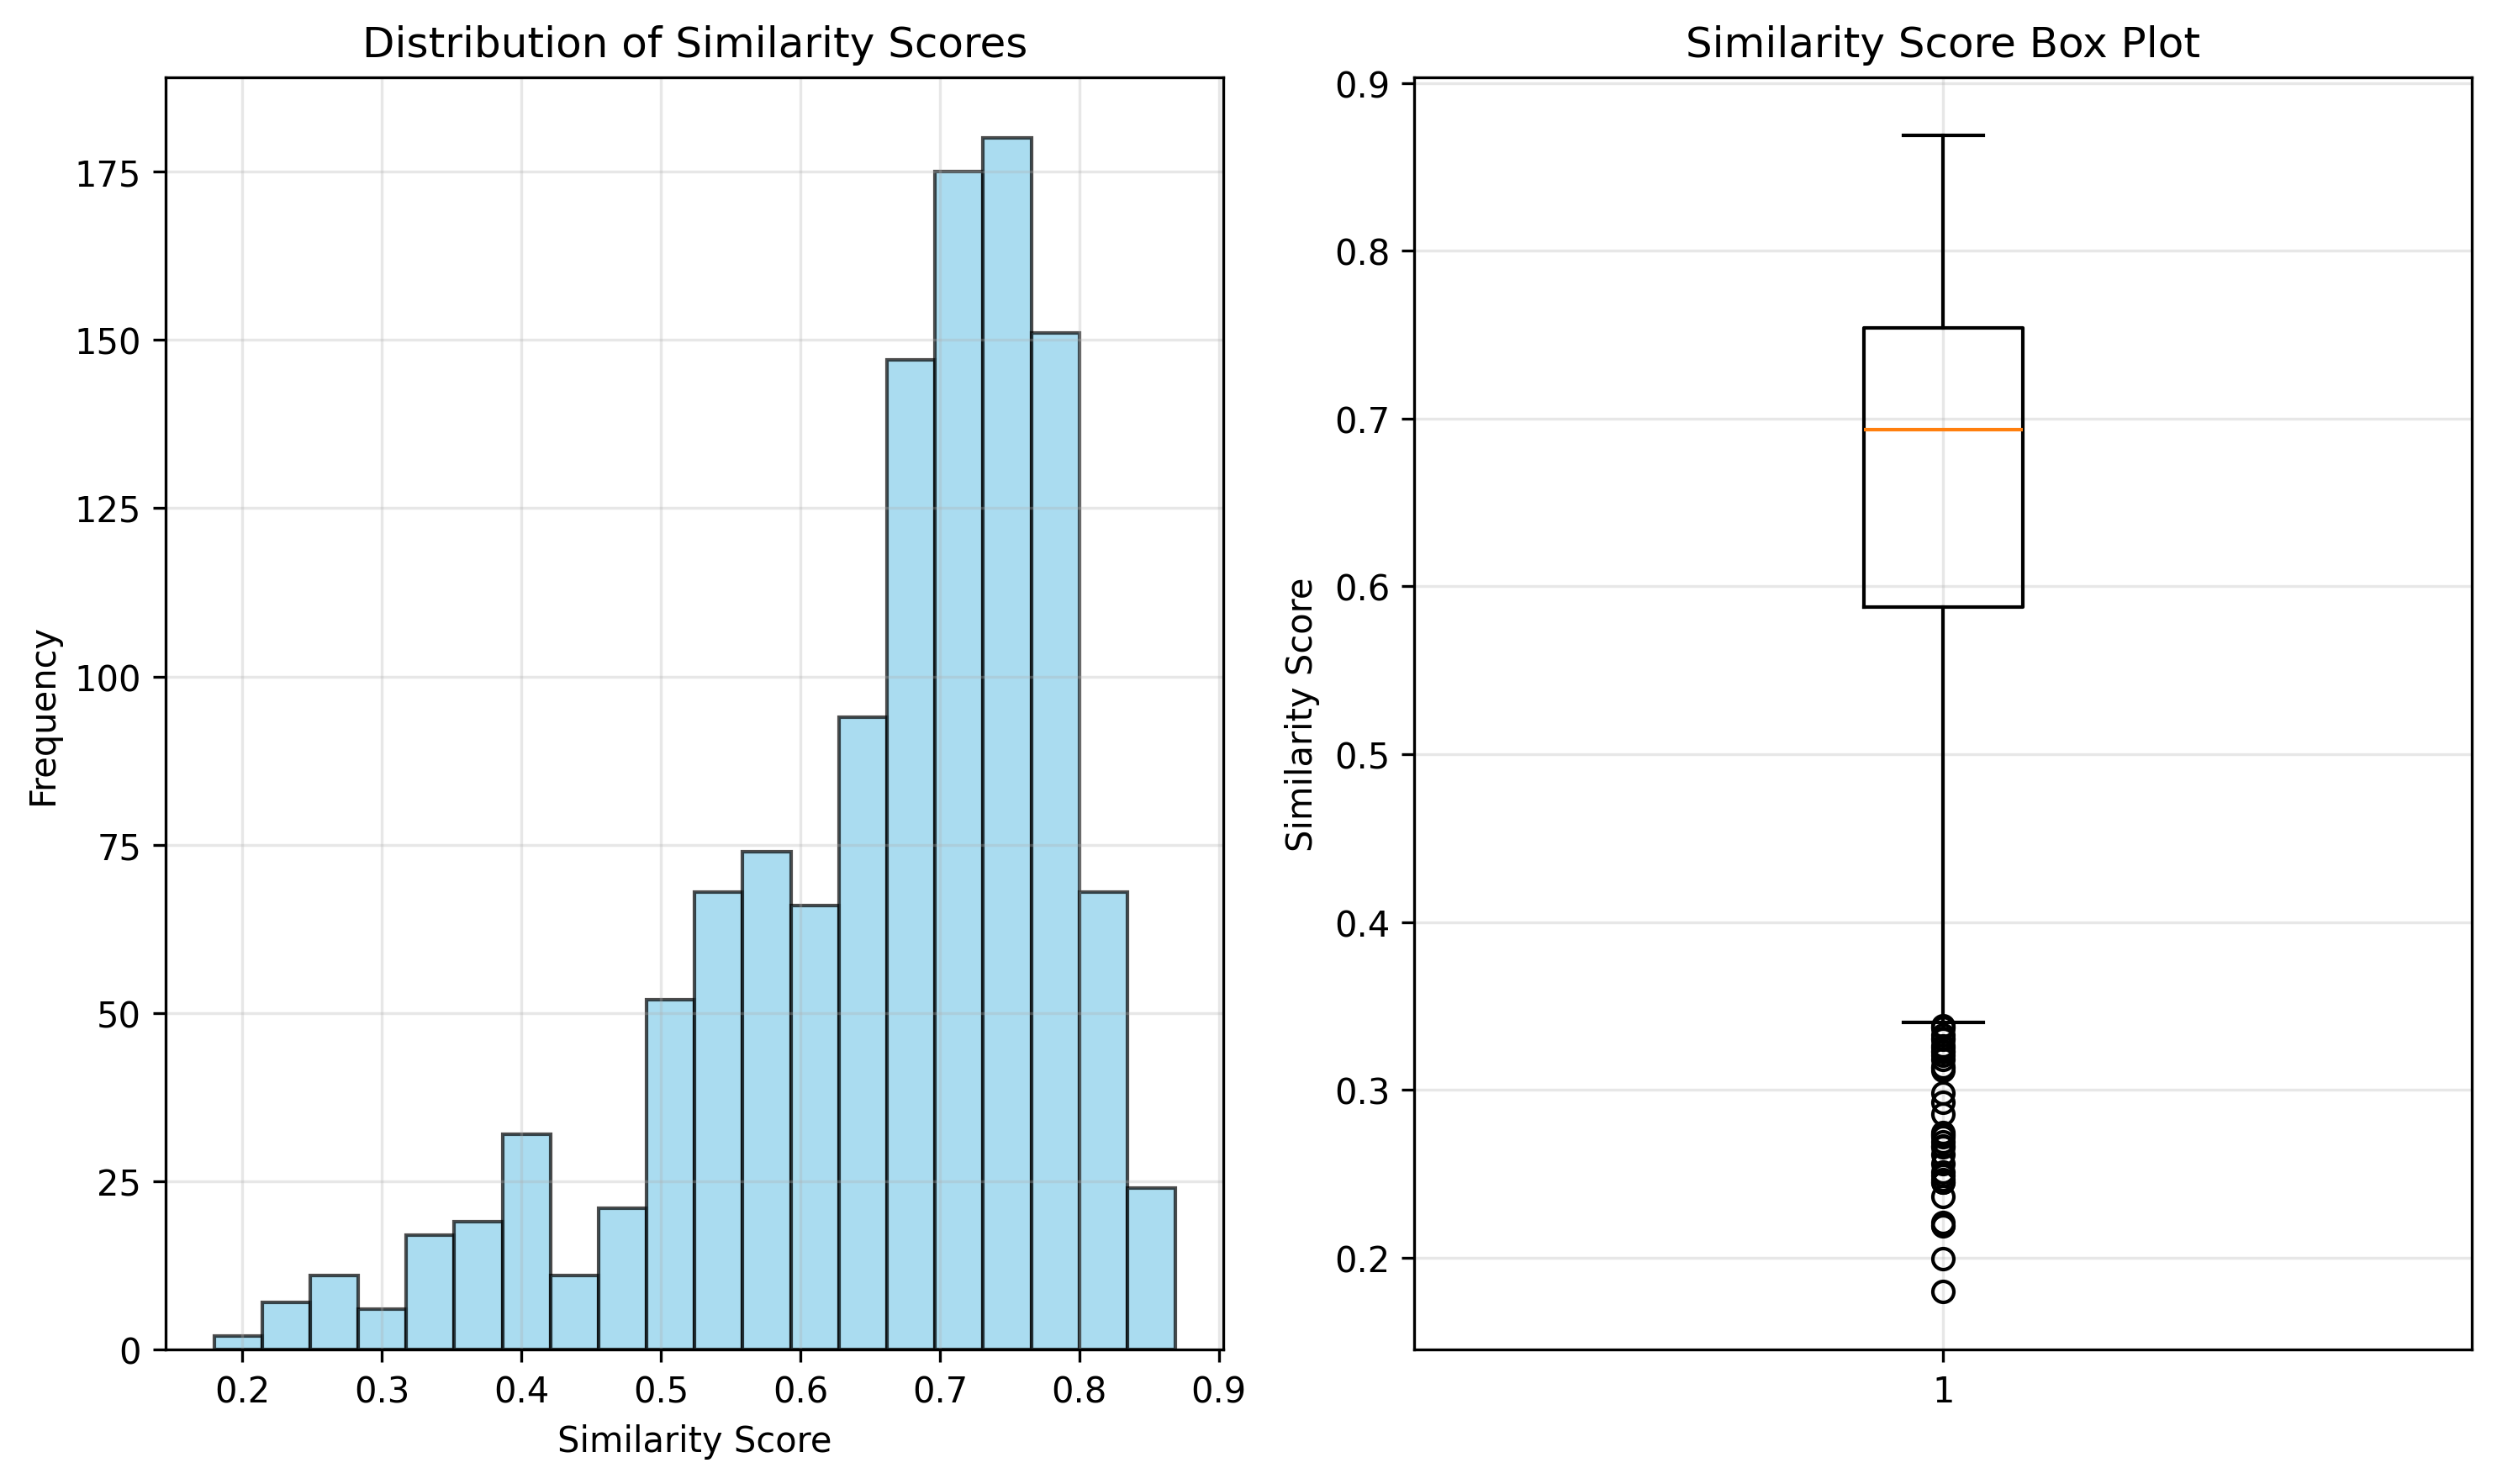 Distribution of Similarity Scores
175
150
125
100
75
50
25
0
Frequency
0.2 0.3 0.4 0.5 0.6 0.7 0.8 0.9
Similarity Score
Similarity Score Box Plot
0.9
0.8
0.7
0.6
0.5
0.4
0.3
0.2
Similarity Score
1